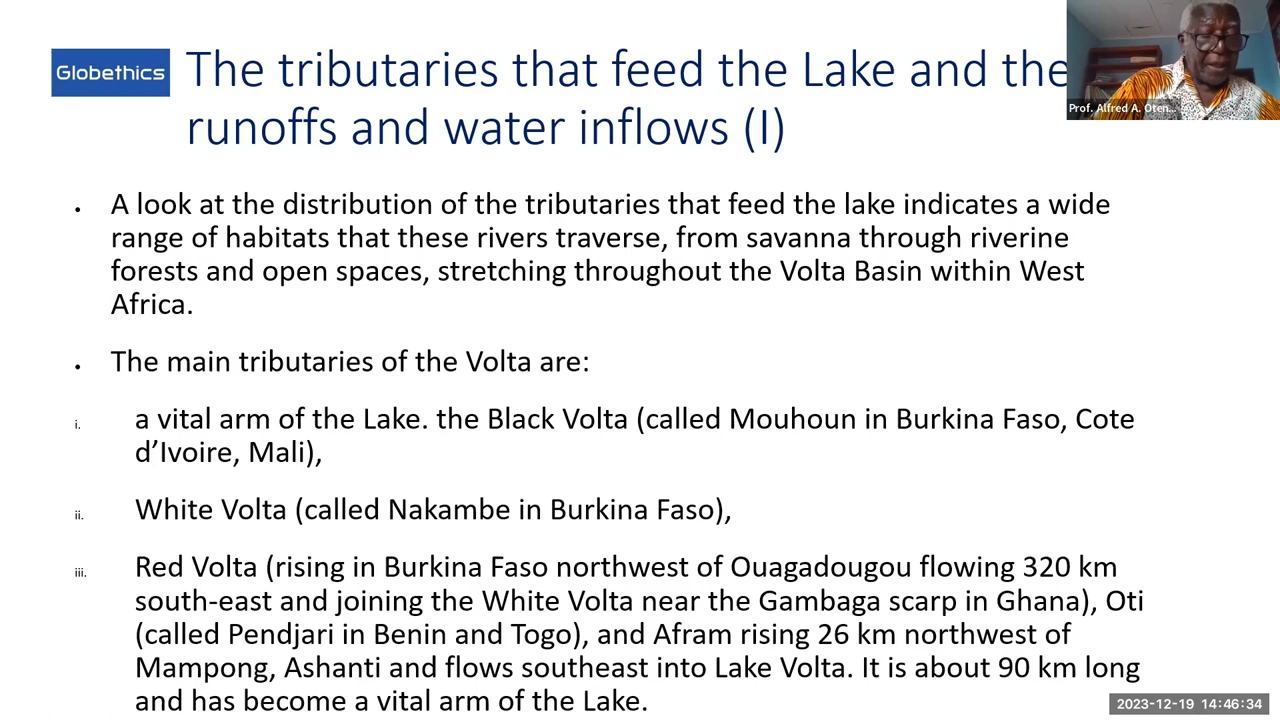 Globethics
The tributaries that feed the Lake and the
runoffs and water inflows (I)
Prof. Alfred A. Oten...
• A look at the distribution of the tributaries that feed the lake indicates a wide
range of habitats that these rivers traverse, from savanna through riverine
forests and open spaces, stretching throughout the Volta Basin within West
Africa.
• The main tributaries of the Volta are:
i. a vital arm of the Lake. the Black Volta (called Mouhoun in Burkina Faso, Cote
d’Ivoire, Mali),
ii. White Volta (called Nakambe in Burkina Faso),
iii. Red Volta (rising in Burkina Faso northwest of Ouagadougou flowing 320 km
south-east and joining the White Volta near the Gambaga scarp in Ghana), Oti
(called Pendjari in Benin and Togo), and Afram rising 26 km northwest of
Mampong, Ashanti and flows southeast into Lake Volta. It is about 90 km long
and has become a vital arm of the Lake.
2023-12-19 14:46:34